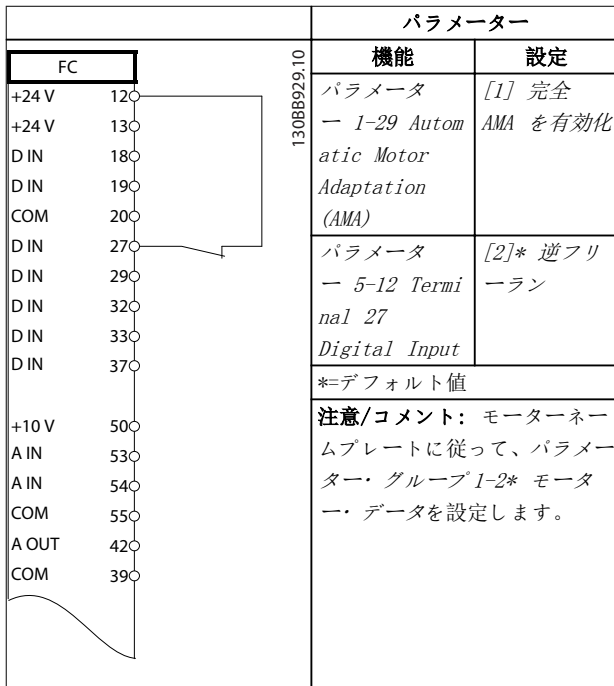 FC
+24 V 12
+24 V 13
D IN 18
D IN 19
COM 20
D IN 27
D IN 29
D IN 32
D IN 33
D IN 37
+10 V 50
A IN 53
A IN 54
COM 55
A OUT 42
COM 39
130BB929.10
パラメーター
機能 設定
パラメータ
ー 1-29 Autom
atic Motor
Adaptation
(AMA)
[1] 完全
AMA を有効化
パラメータ
ー 5-12 Termi
nal 27
Digital Input
[2]* 逆フリ
ーラン
*=デフォルト値
注意/コメント: モーターネー
ムプレートに従って、パラメー
ター・グループ 1-2* モータ
ー・データを設定します。